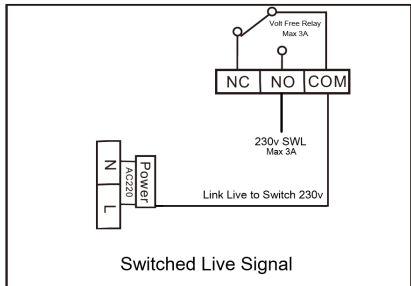 Volt Free Relay
Max 3A
NC NO COM
230v SWL
Max 3A
N
L
AC220
Power
Link Live to Switch 230v
Switched Live Signal